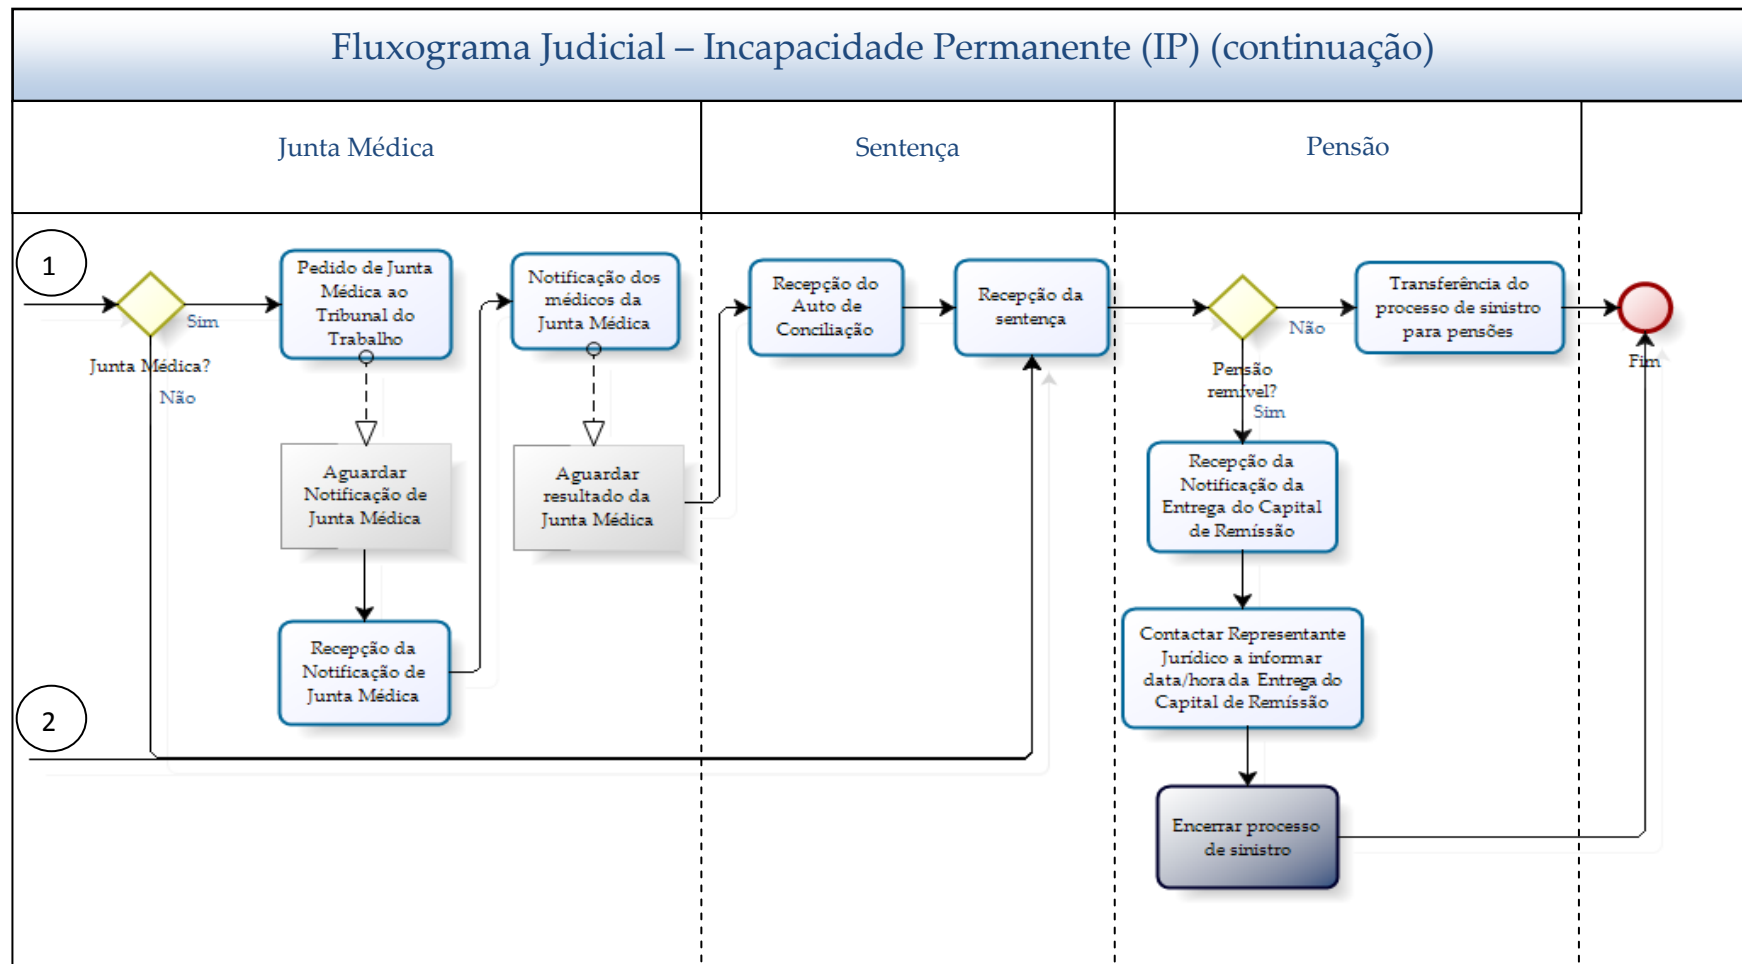 Fluxograma Judicial – Incapacidade Permanente (IP) (continuação)
Junta Médica
Sentença
Pensão
1
Junta Médica?
Sim
Não
Pedido de Junta
Médica ao
Tribunal do
Trabalho
Aguardar
Notificação de
Junta Médica
Recepção da
Notificação de
Junta Médica
Notificação dos
médicos da
Junta Médica
Aguardar
resultado da
Junta Médica
2
Recepção do
Auto de
Conciliação
Recepção da
sentença
Pensão
remível?
Não
Sim
Transferência do
processo de sinistro
para pensões
Fim
Recepção da
Notificação da
Entrega do Capital
de Remissão
Contactar Representante
Jurídico a informar
data/hora da Entrega do
Capital de Remissão
Encerrar processo
de sinistro